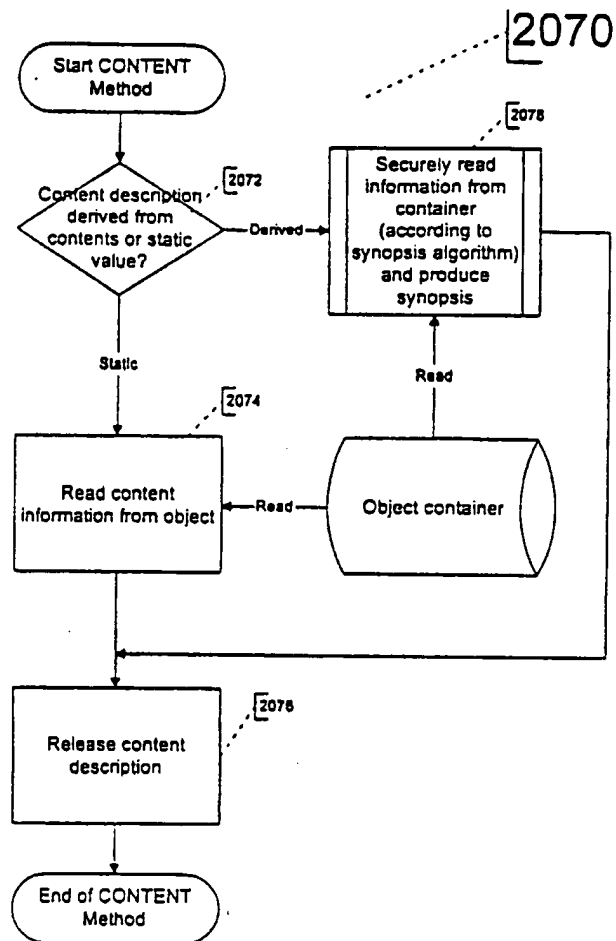 2070
Start CONTENT
Method
2078
2072
Content description
derived from
contents or static
value?
Derived
Securely read
information from
container
(according to
synopsis algorithm)
and produce
synopsis
Static
Read
2074
Read content
information from object
Read
Object container
2076
Release content
description
End of CONTENT
Method